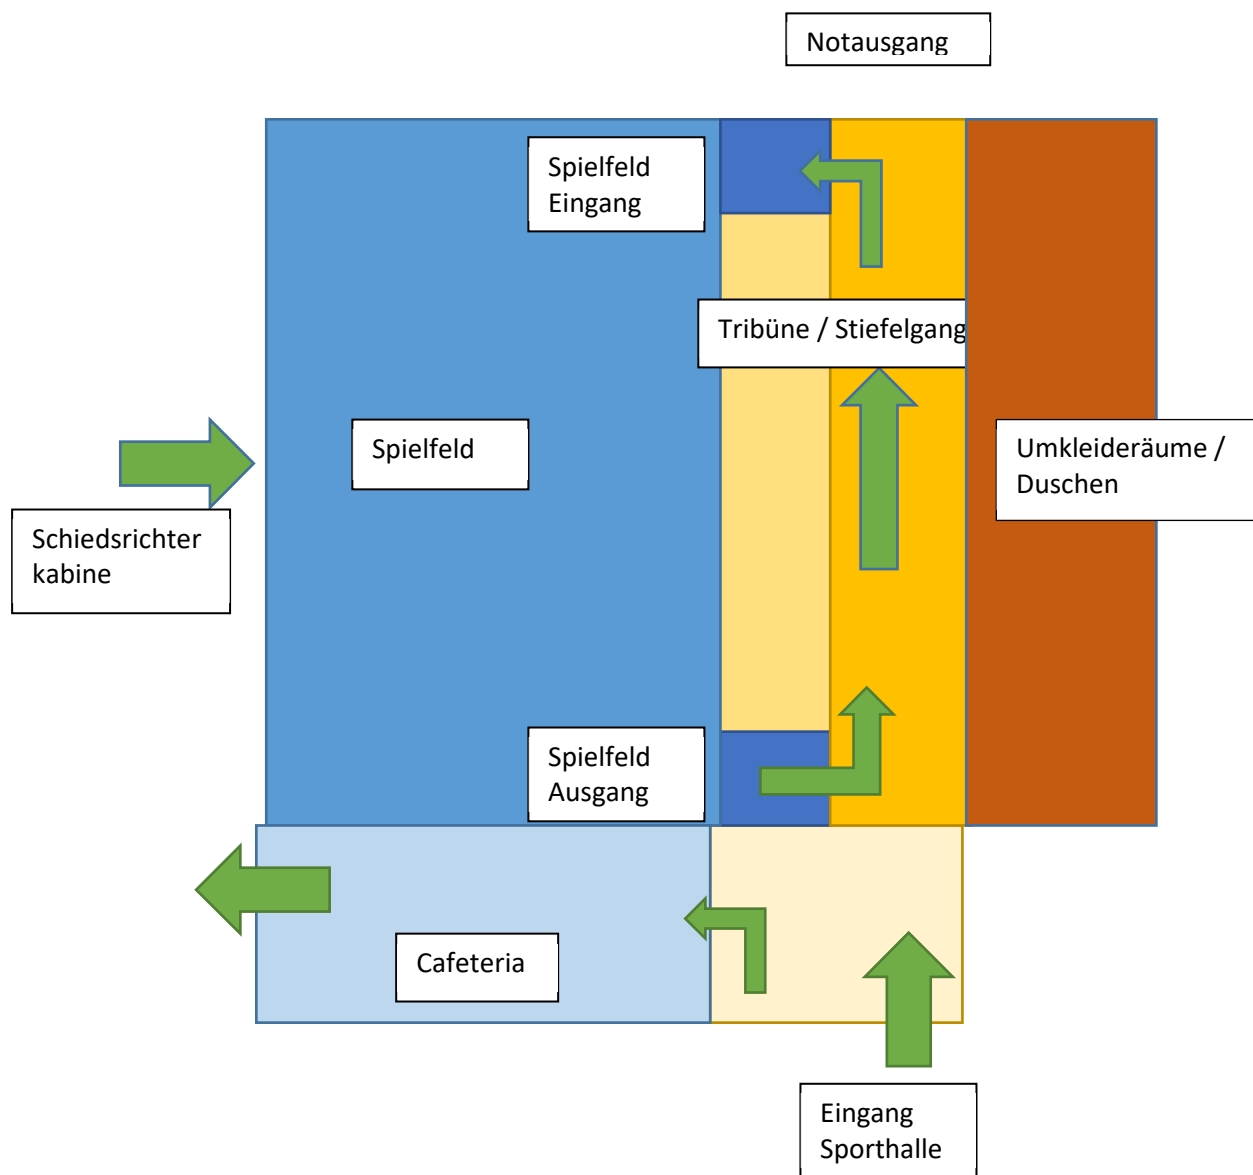 Notausgang
Spielfeld
Eingang
Tribüne / Stiefelgang
Spielfeld
Umkleideräume /
Duschen
Schiedsrichter
kabine
Spielfeld
Ausgang
Cafeteria
Eingang
Sporthalle